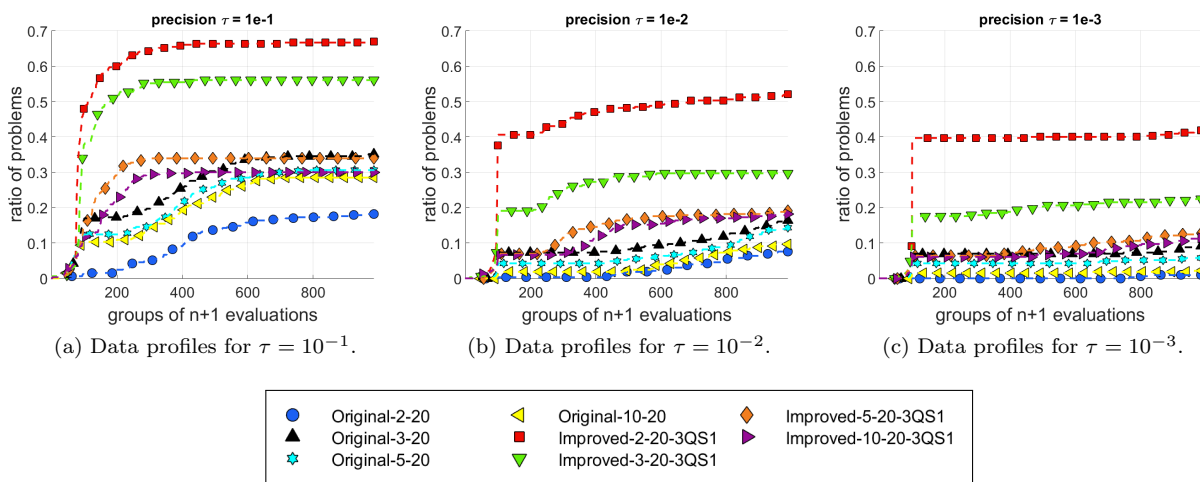 precision τ = 1e-1
0.7
0.6
0.5
0.4
0.3
0.2
0.1
0
ratio of problems
200 400 600 800
groups of n+1 evaluations
(a) Data profiles for τ = 10⁻¹.
precision τ = 1e-2
0.7
0.6
0.5
0.4
0.3
0.2
0.1
0
ratio of problems
200 400 600 800
groups of n+1 evaluations
(b) Data profiles for τ = 10⁻².
precision τ = 1e-3
0.7
0.6
0.5
0.4
0.3
0.2
0.1
0
ratio of problems
200 400 600 800
groups of n+1 evaluations
(c) Data profiles for τ = 10⁻³.
Original-2-20
Original-3-20
Original-5-20
Original-10-20
Improved-2-20-3QS1
Improved-3-20-3QS1
Improved-5-20-3QS1
Improved-10-20-3QS1